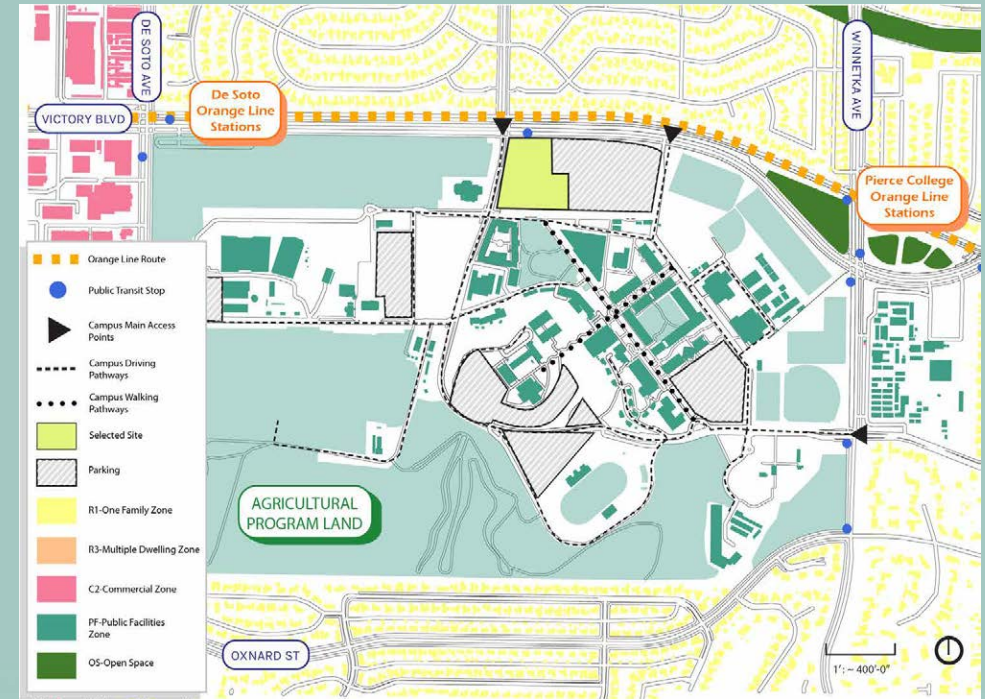 DE SOTO AVE
WINNETKA AVE
De Soto
Orange Line
Stations
VICTORY BLVD
Pierce College
Orange Line
Stations
Orange Line Route
Public Transit Stop
Campus Main Access
Points
Campus Driving
Pathways
Campus Walking
Pathways
Selected Site
Parking
R1-One Family Zone
R3-Multiple Dwelling Zone
C2-Commercial Zone
PF-Public Facilities
Zone
OS-Open Space
AGRICULTURAL
PROGRAM LAND
OXNARD ST
1': ~ 400'-0"